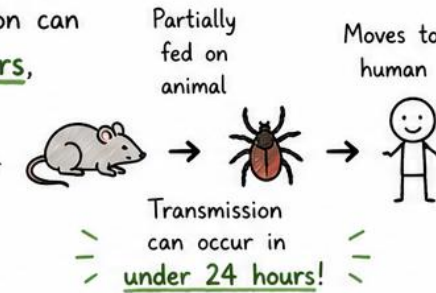 on can
rs,
Partially
fed on
animal
Moves to
human
Transmission
can occur in
under 24 hours!